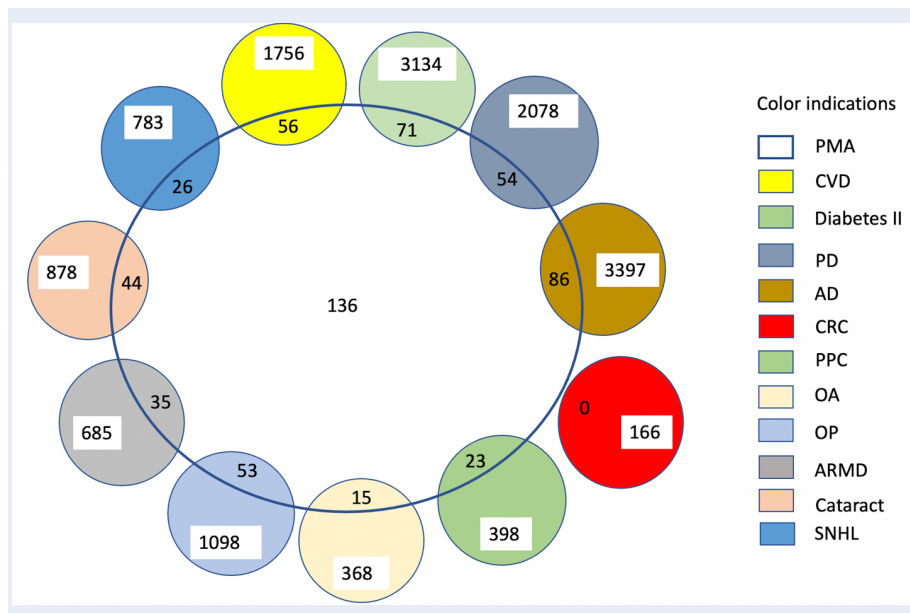 1756
3134
2078
783
56
71
54
26
878
44
136
86
3397
35
685
0
166
53
15
23
1098
368
398
Color indications
PMA
CVD
Diabetes II
PD
AD
CRC
PPC
OA
OP
ARMD
Cataract
SNHL